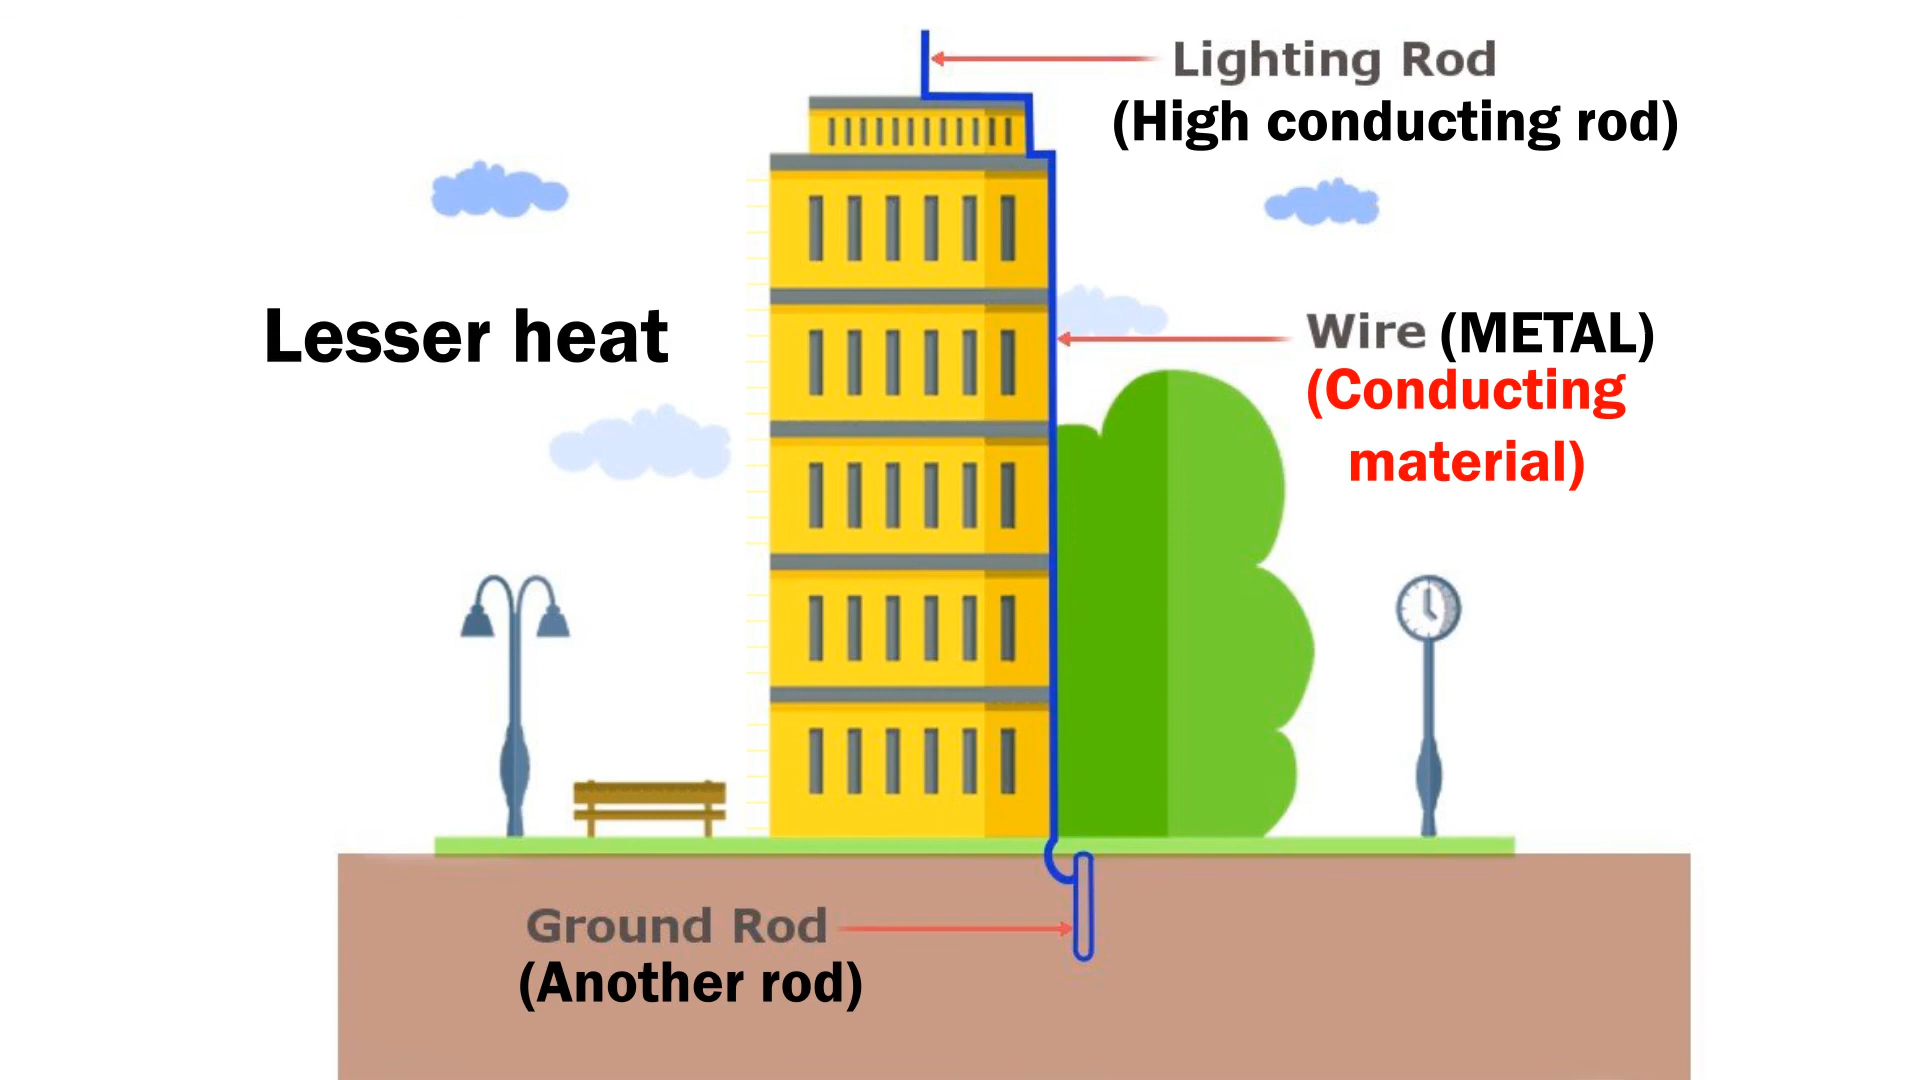 Lighting Rod
(High conducting rod)
Lesser heat
Wire (METAL)
(Conducting
material)
Ground Rod
(Another rod)